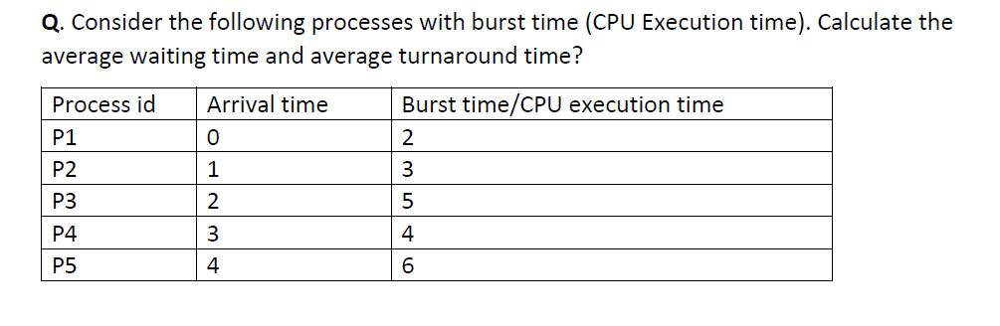 Q. Consider the following processes with burst time (CPU Execution time). Calculate the
average waiting time and average turnaround time?
Process id Arrival time Burst time/CPU execution time
P1 0 2
P2 1 3
P3 2 5
P4 3 4
P5 4 6